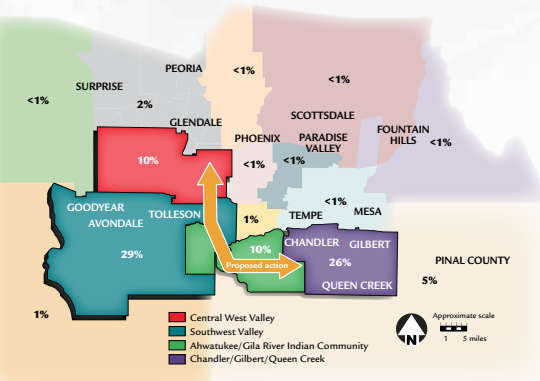 PEORIA
<1%
<1%
<1%
SURPRISE
2%
SCOTTSDALE
GLENDALE
PHOENIX
PARADISE
VALLEY
FOUNTAIN
HILLS
<1%
10%
<1%
<1%
<1%
GOODYEAR
AVONDALE
TOLLESON
1%
TEMPE
MESA
29%
10%
CHANDLER
GILBERT
26%
Proposed action
QUEEN CREEK
PINAL COUNTY
5%
1%
Central West Valley
Southwest Valley
Ahwatukee/Gila River Indian Community
Chandler/Gilbert/Queen Creek
N
Approximate scale
1 5 miles